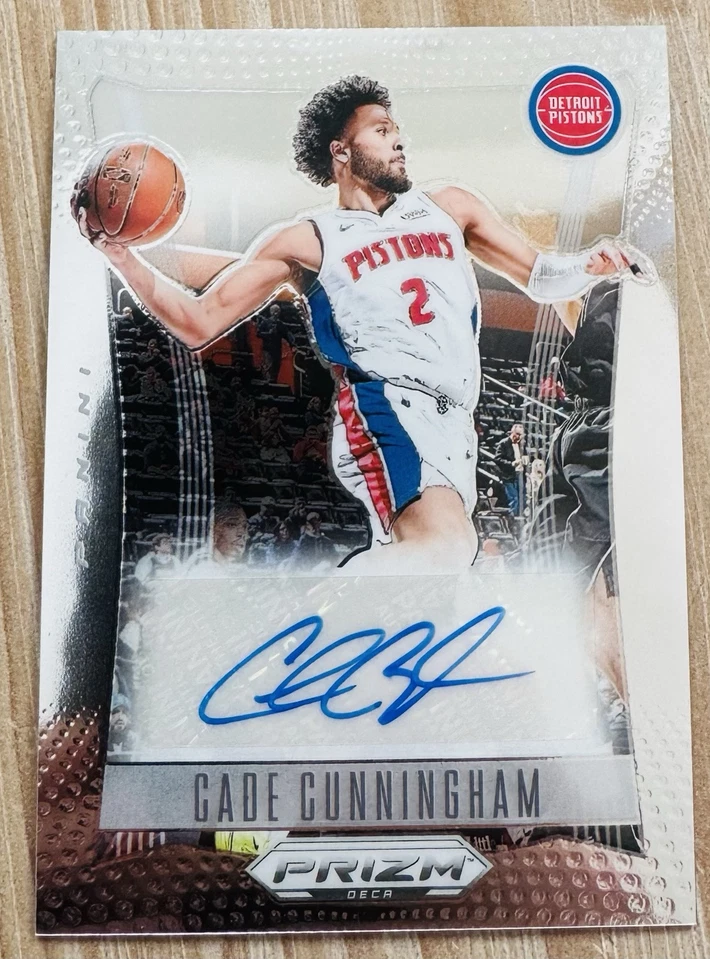 DETROIT
PISTONS
PISTONS
2
PANINI
CADE CUNNINGHAM
PRIZM
DECA